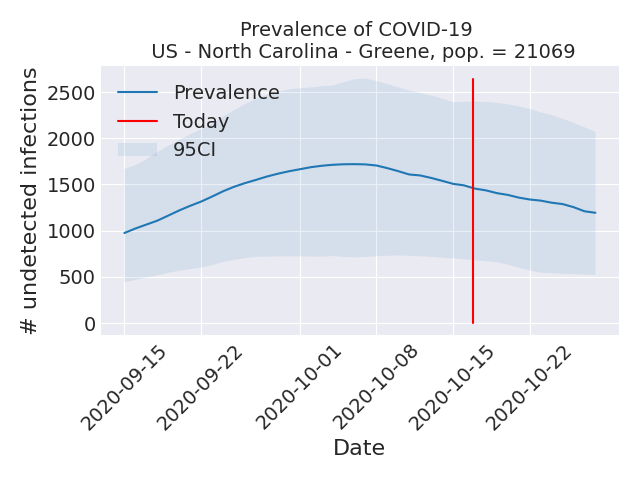 Prevalence of COVID-19
US - North Carolina - Greene, pop. = 21069
# undetected infections
2500
2000
1500
1000
500
0
Prevalence
Today
95CI
2020-09-15
2020-09-22
2020-10-01
2020-10-08
2020-10-15
2020-10-22
Date